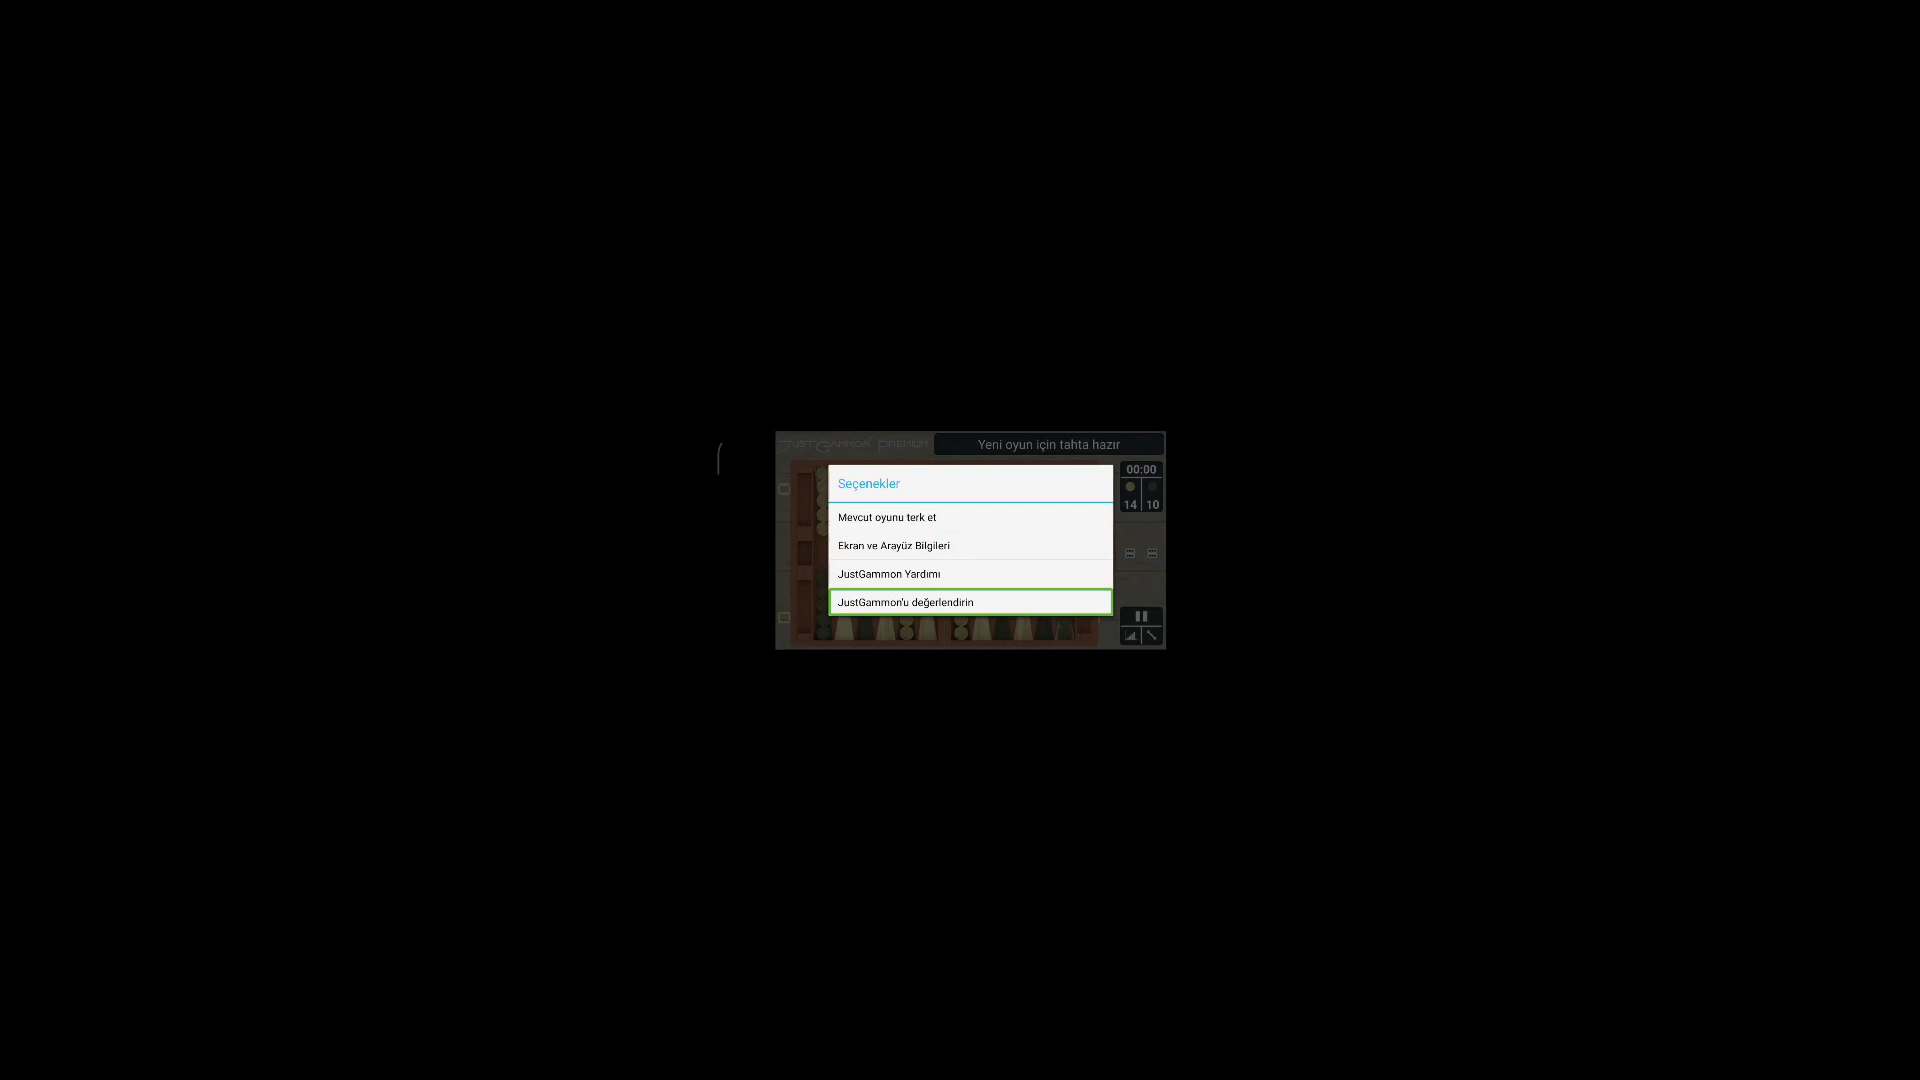 JustGammon Premium
Yeni oyun için tahta hazır
00:00
14 10
Seçenekler
Mevcut oyunu terk et
Ekran ve Arayüz Bilgileri
JustGammon Yardımı
JustGammon'u değerlendirin